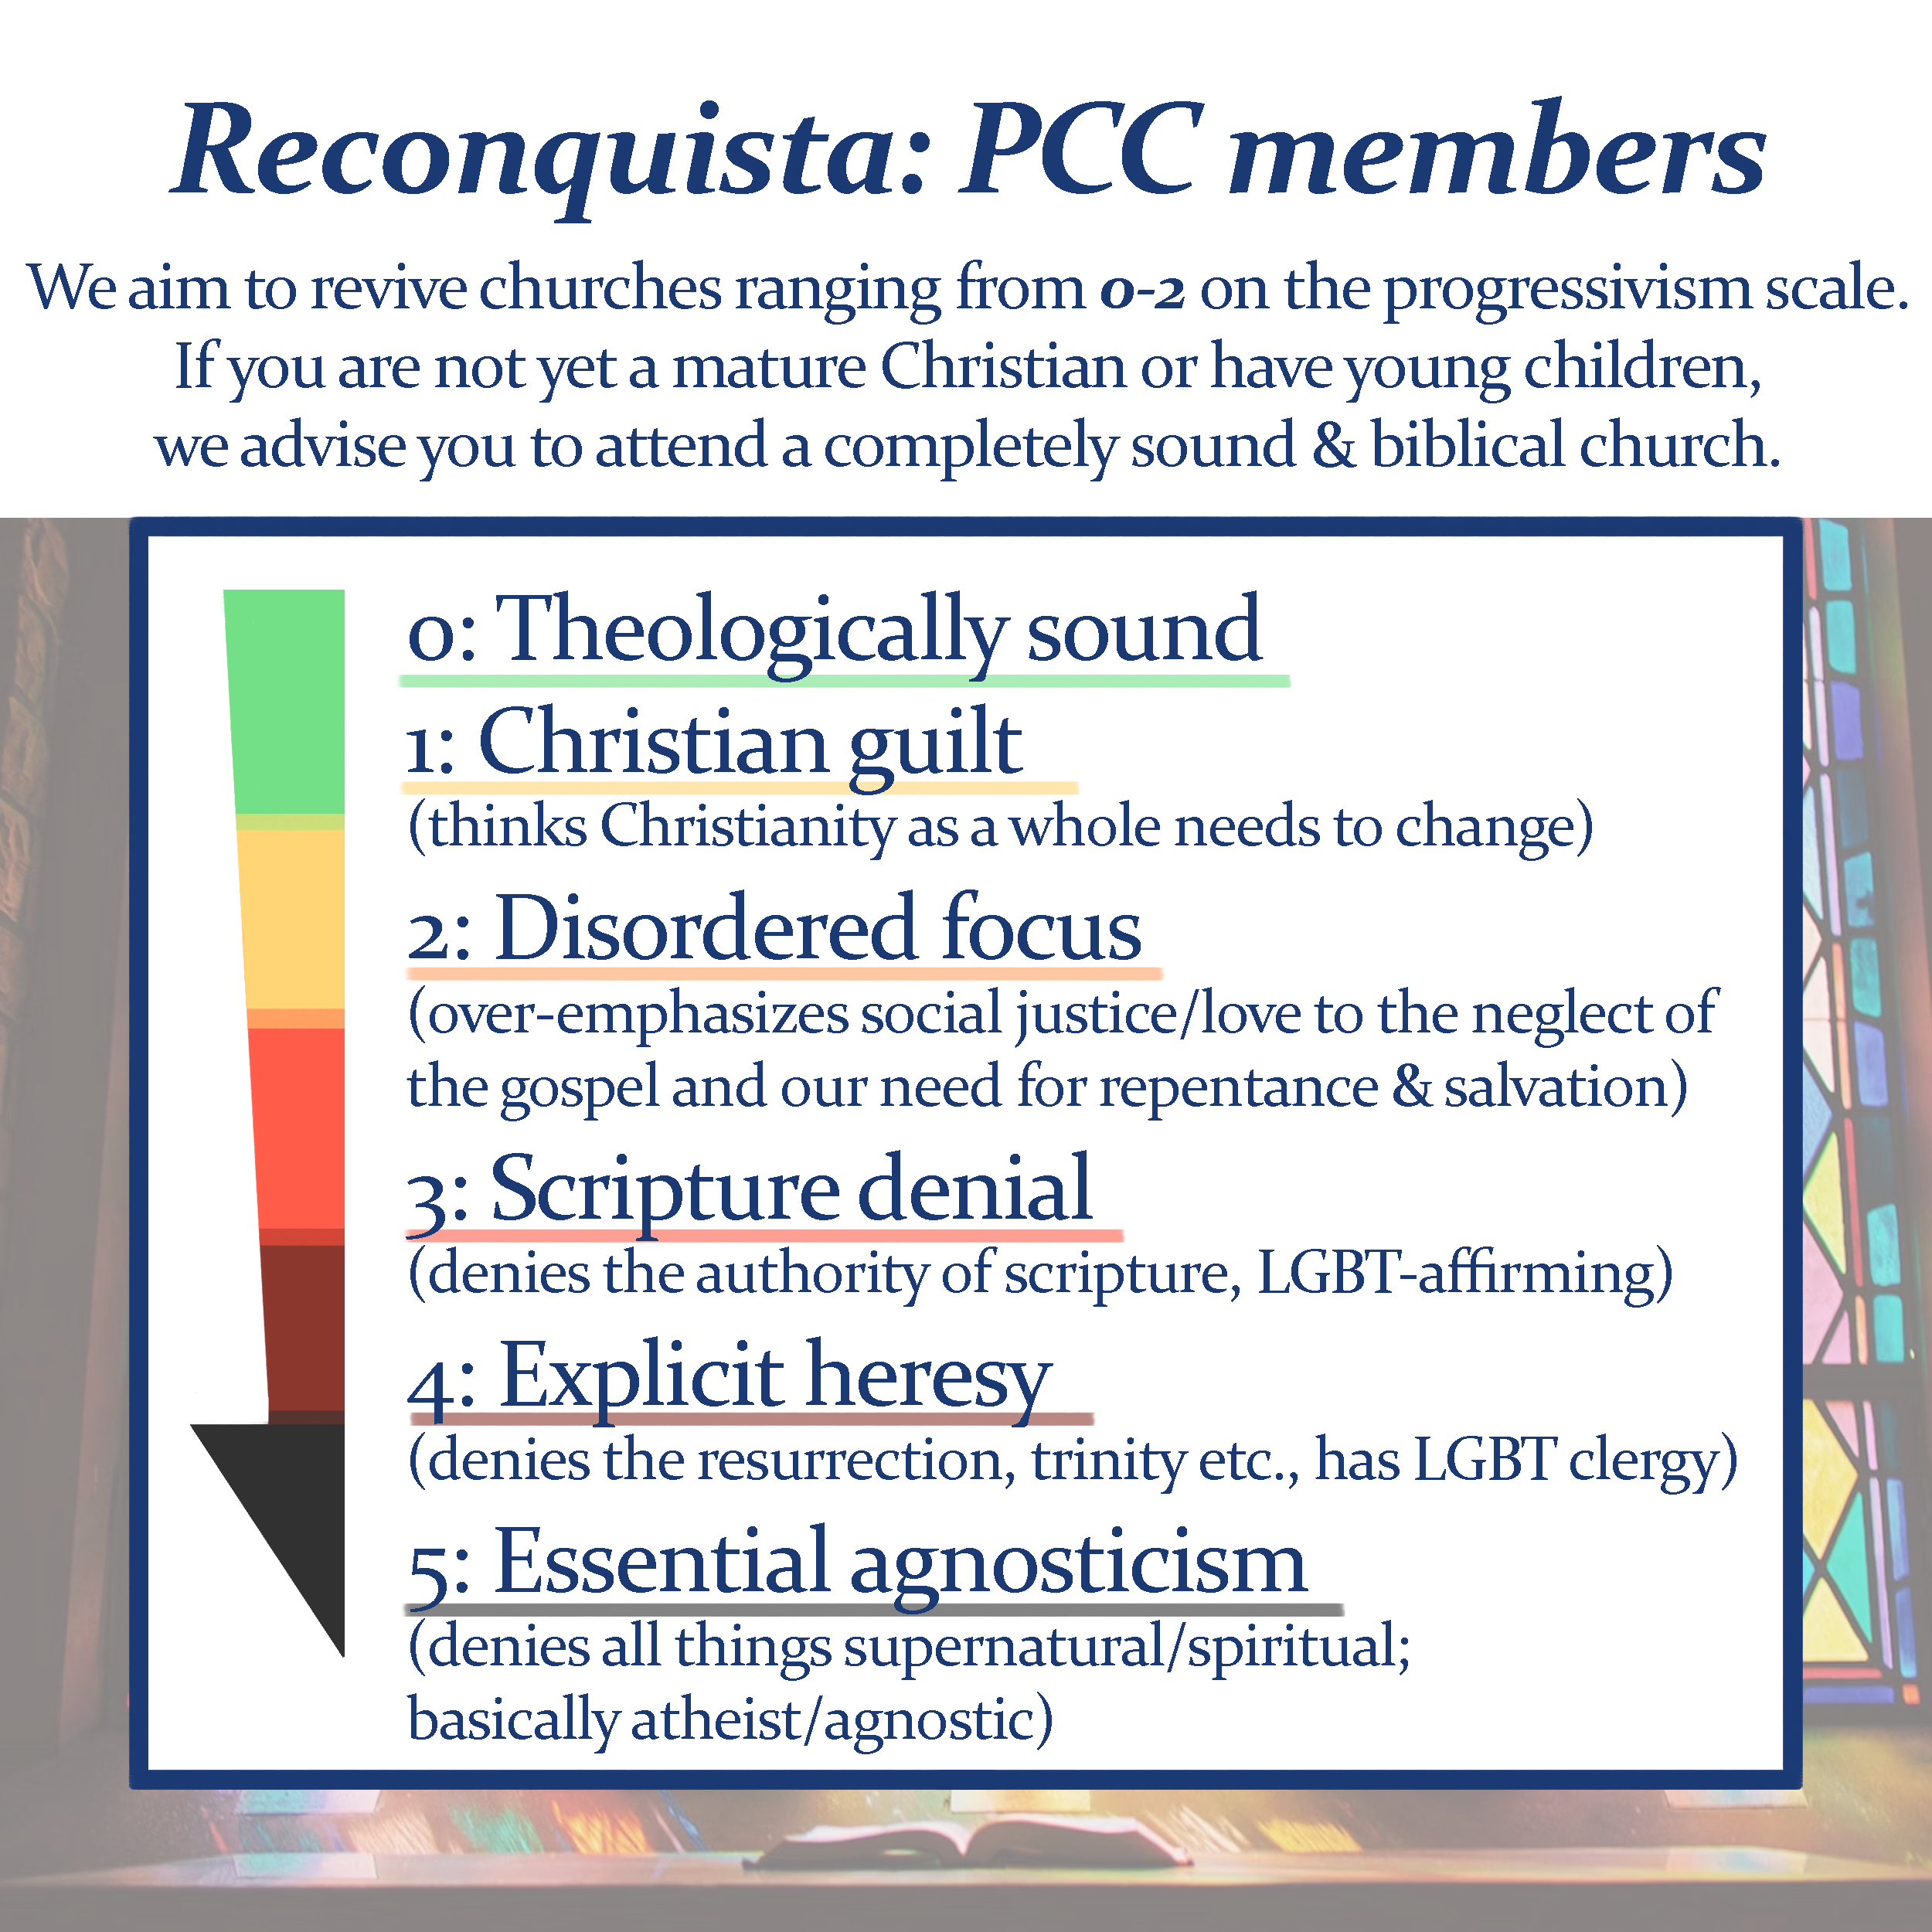 Reconquista: PCC members
We aim to revive churches ranging from 0-2 on the progressivism scale.
If you are not yet a mature Christian or have young children,
we advise you to attend a completely sound & biblical church.
0: Theologically sound
1: Christian guilt
(thinks Christianity as a whole needs to change)
2: Disordered focus
(over-emphasizes social justice/love to the neglect of
the gospel and our need for repentance & salvation)
3: Scripture denial
(denies the authority of scripture, LGBT-affirming)
4: Explicit heresy
(denies the resurrection, trinity etc., has LGBT clergy)
5: Essential agnosticism
(denies all things supernatural/spiritual;
basically atheist/agnostic)